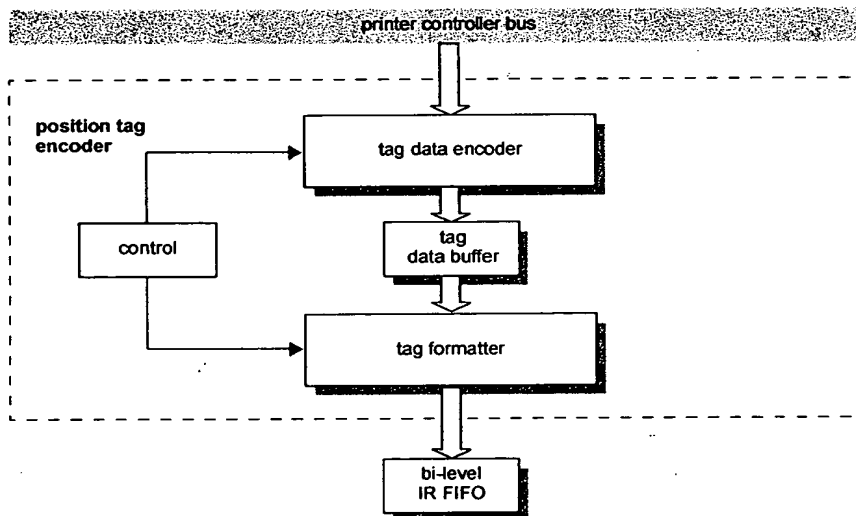 printer controller bus
position tag
encoder
tag data encoder
control
tag
data buffer
tag formatter
bi-level
IR FIFO